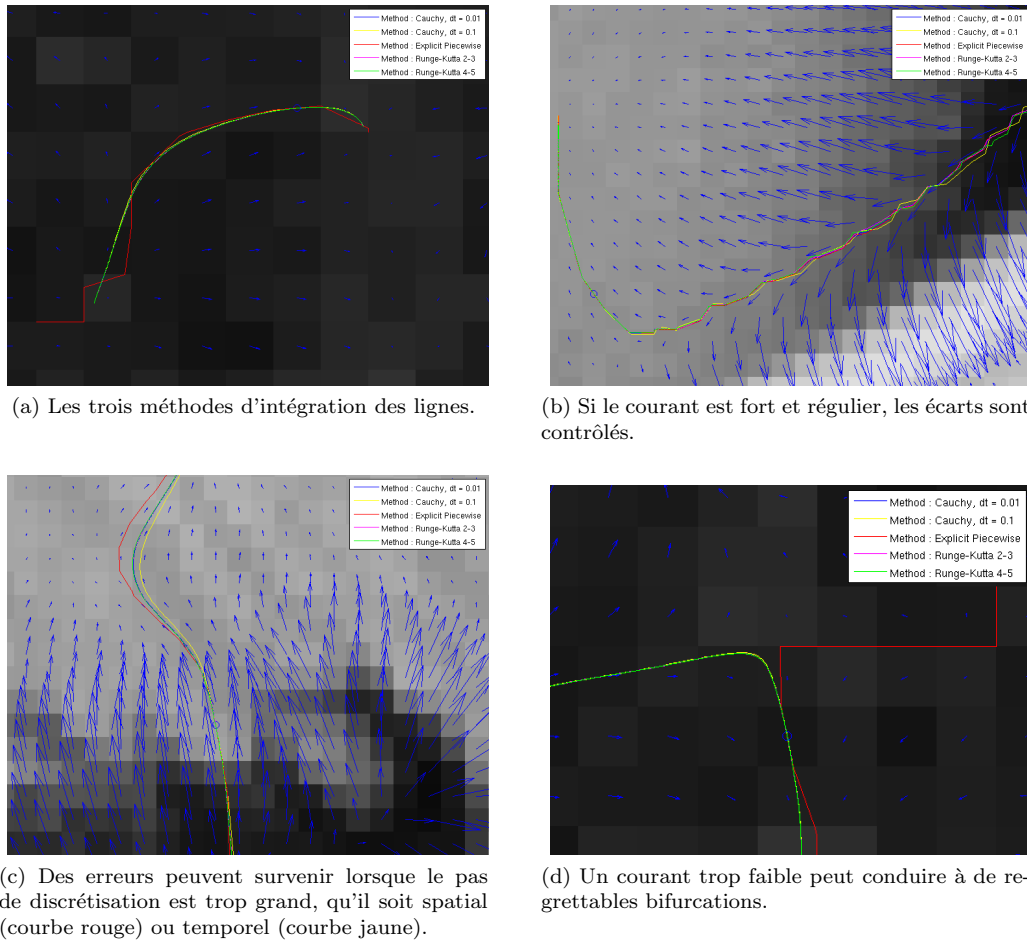 Method : Cauchy, dt = 0.01
Method : Cauchy, dt = 0.1
Method : Explicit Piecewise
Method : Runge-Kutta 2-3
Method : Runge-Kutta 4-5
(a) Les trois méthodes d'intégration des lignes.
Method : Cauchy, dt = 0.01
Method : Cauchy, dt = 0.1
Method : Explicit Piecewise
Method : Runge-Kutta 2-3
Method : Runge-Kutta 4-5
(b) Si le courant est fort et régulier, les écarts sont
contrôlés.
Method : Cauchy, dt = 0.01
Method : Cauchy, dt = 0.1
Method : Explicit Piecewise
Method : Runge-Kutta 2-3
Method : Runge-Kutta 4-5
(c) Des erreurs peuvent survenir lorsque le pas
de discrétisation est trop grand, qu'il soit spatial
(courbe rouge) ou temporel (courbe jaune).
Method : Cauchy, dt = 0.01
Method : Cauchy, dt = 0.1
Method : Explicit Piecewise
Method : Runge-Kutta 2-3
Method : Runge-Kutta 4-5
(d) Un courant trop faible peut conduire à de re-
grettables bifurcations.